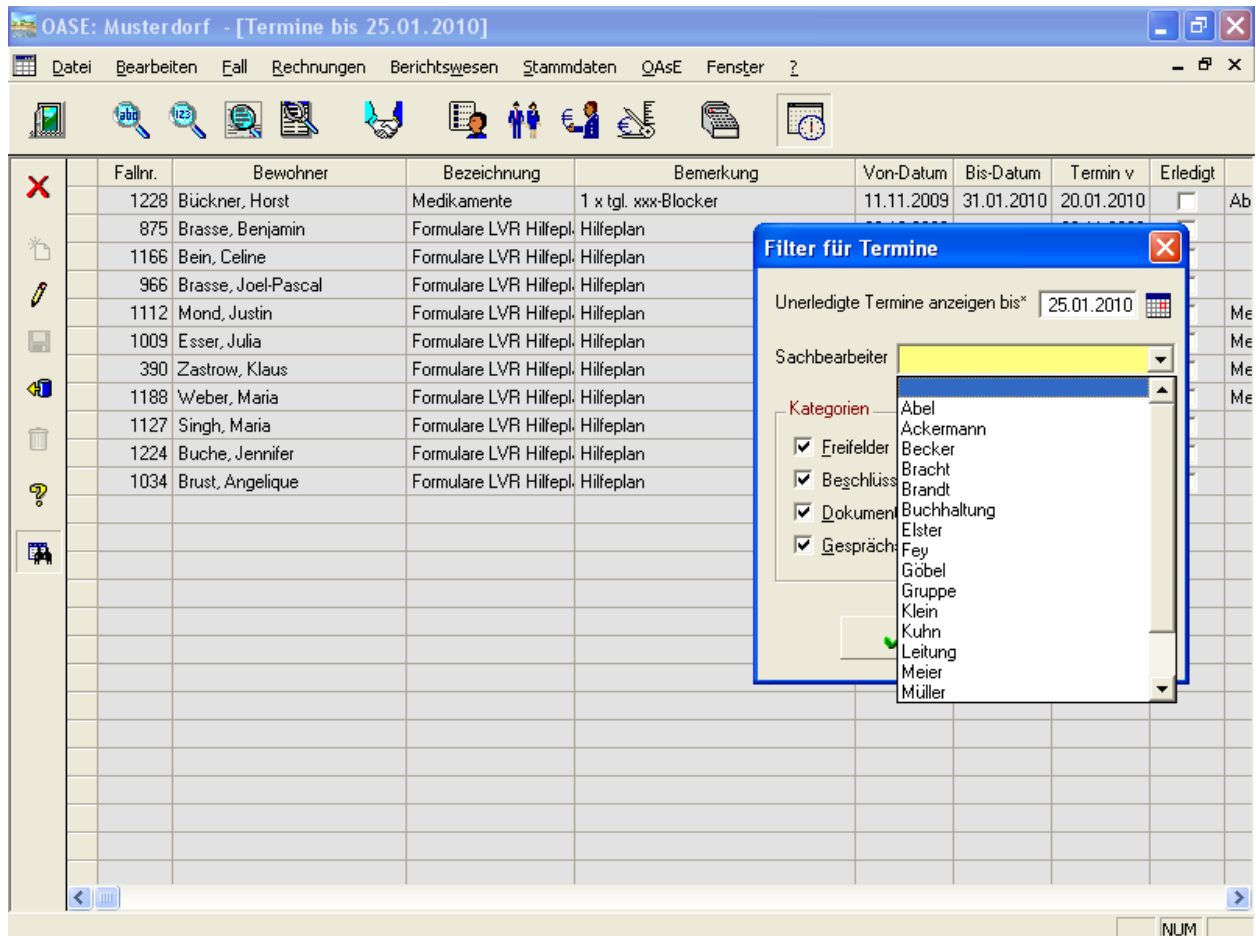 OASE: Musterdorf - [Termine bis 25.01.2010]
Datei Bearbeiten Fall Rechnungen Berichtswesen Stammdaten OAsE Fenster ?
Fallnr. Bewohner Bezeichnung Bemerkung Von-Datum Bis-Datum Termin v Erledigt
1228 Bückner, Horst Medikamente 1 x tgl. xxx-Blocker 11.11.2009 31.01.2010 20.01.2010 Ab
875 Brasse, Benjamin Formulare LVR Hilfepl Hilfeplan
1166 Bein, Celine Formulare LVR Hilfepl Hilfeplan
966 Brasse, Joel-Pascal Formulare LVR Hilfepl Hilfeplan
1112 Mond, Justin Formulare LVR Hilfepl Hilfeplan Me
1009 Esser, Julia Formulare LVR Hilfepl Hilfeplan Me
390 Zastrow, Klaus Formulare LVR Hilfepl Hilfeplan Me
1188 Weber, Maria Formulare LVR Hilfepl Hilfeplan Me
1127 Singh, Maria Formulare LVR Hilfepl Hilfeplan
1224 Buche, Jennifer Formulare LVR Hilfepl Hilfeplan
1034 Brust, Angelique Formulare LVR Hilfepl Hilfeplan
Filter für Termine
Unerledigte Termine anzeigen bis* 25.01.2010
Sachbearbeiter
Kategorien
Freifelder
Beschlüss
Dokument
Gesprächs
Abel
Ackermann
Becker
Bracht
Brandt
Buchhaltung
Elster
Fey
Göbel
Gruppe
Klein
Kuhn
Leitung
Meier
Müller
NUM